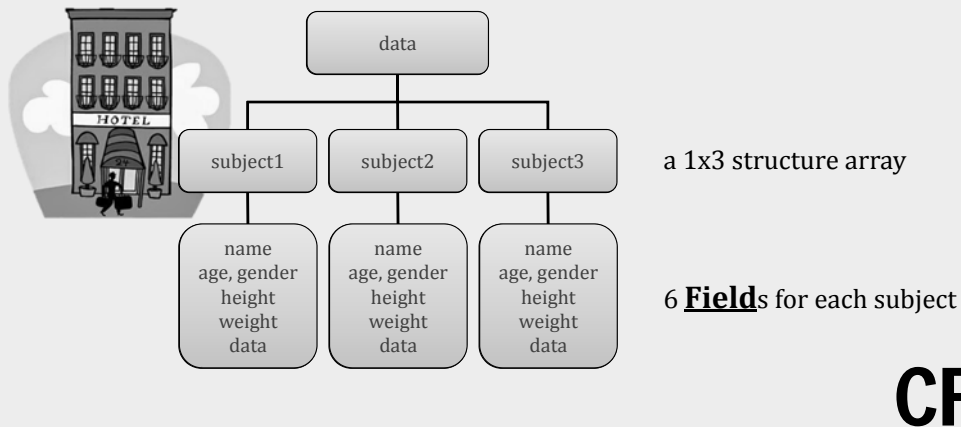 data
HOTEL
24
subject1
subject2
subject3
a 1x3 structure array
name
age, gender
height
weight
data
name
age, gender
height
weight
data
name
age, gender
height
weight
data
6 Fields for each subject